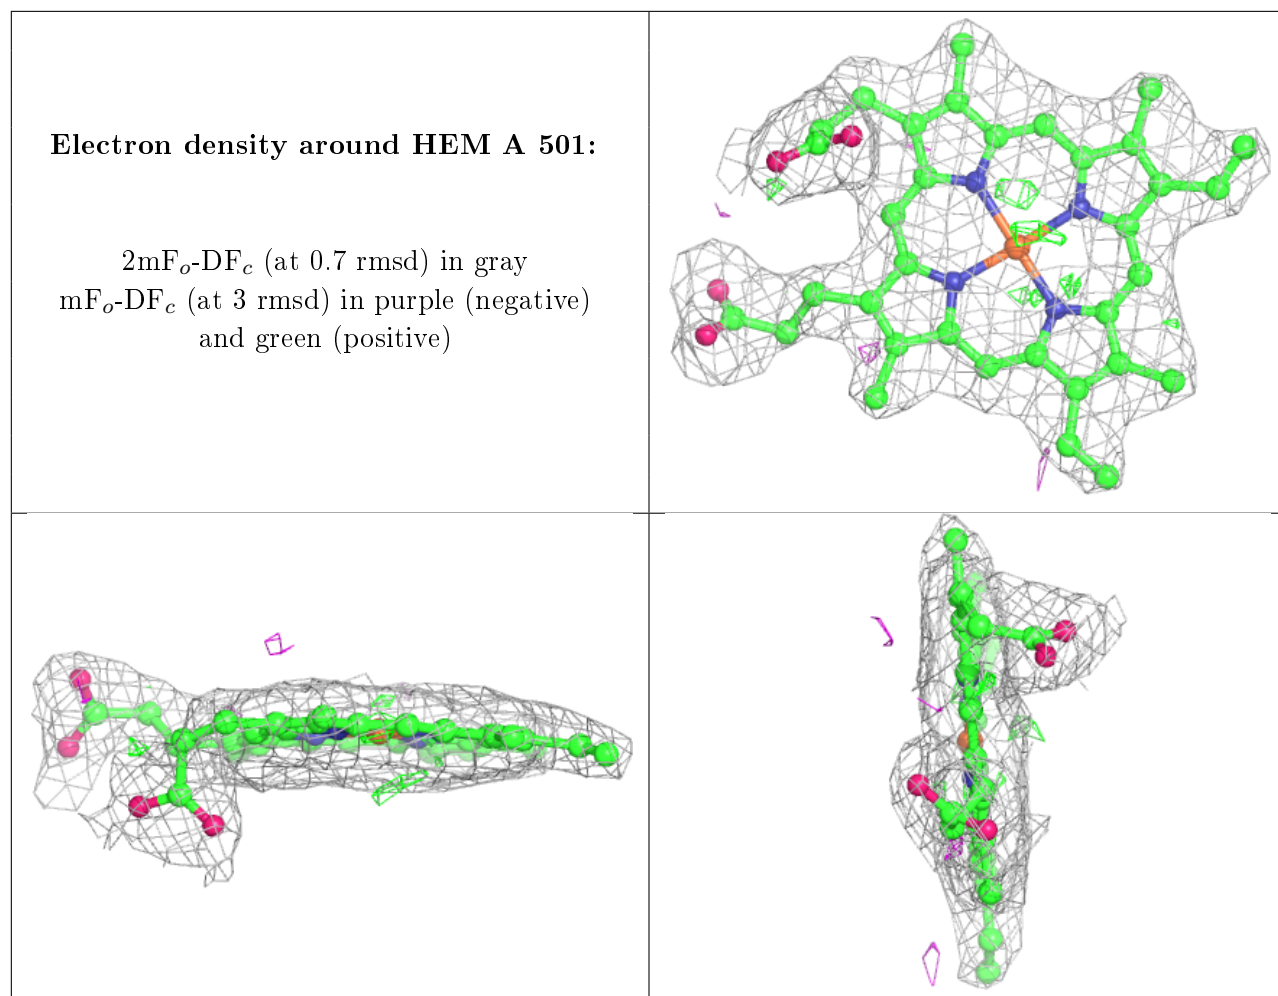 Electron density around HEM A 501:
2mFo-DFc (at 0.7 rmsd) in gray
mFo-DFc (at 3 rmsd) in purple (negative)
and green (positive)